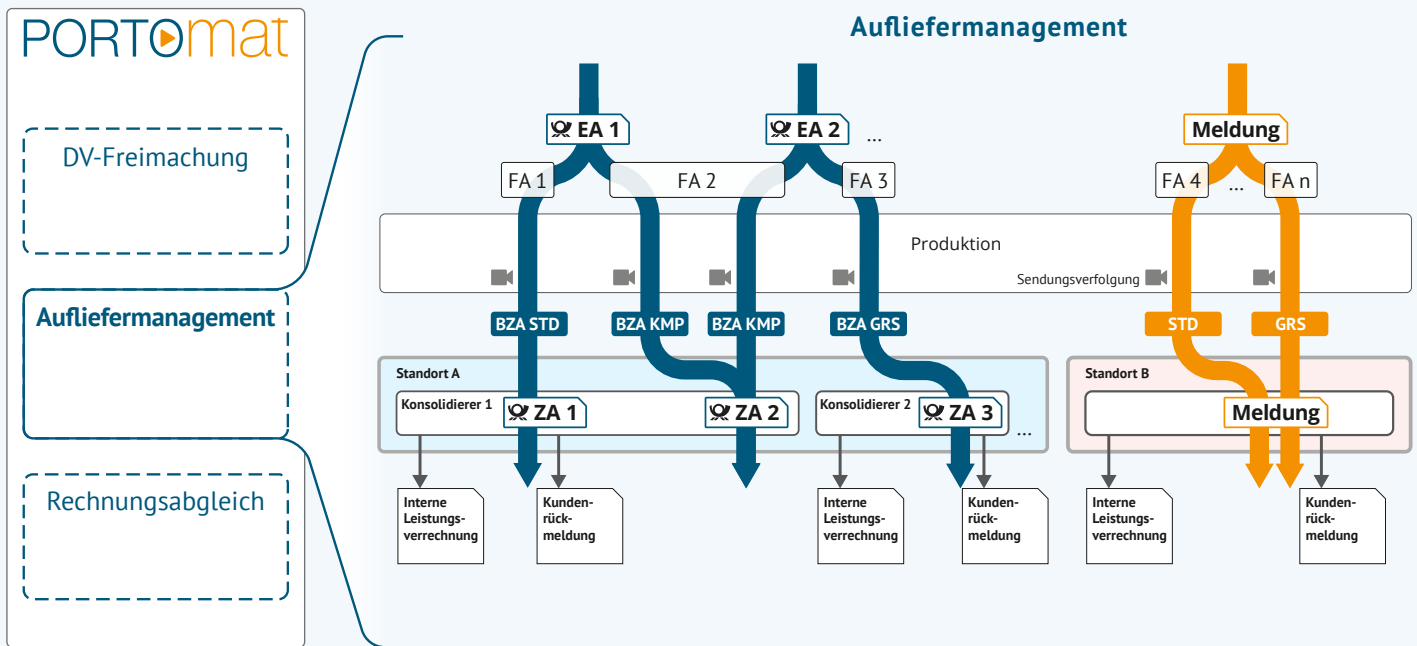 PORTOmat
DV-Freimachung
Aufliefermanagement
Rechnungsabgleich
Aufliefermanagement
EA 1
EA 2
...
Meldung
FA 1
FA 2
FA 3
FA 4
...
FA n
Produktion
Sendungsverfolgung
BZA STD
BZA KMP
BZA KMP
BZA GRS
STD
GRS
Standort A
Konsolidierer 1
ZA 1
ZA 2
Konsolidierer 2
ZA 3
...
Standort B
Meldung
Interne
Leistungs-
verrechnung
Kunden-
rück-
meldung
Interne
Leistungs-
verrechnung
Kunden-
rück-
meldung
Interne
Leistungs-
verrechnung
Kunden-
rück-
meldung